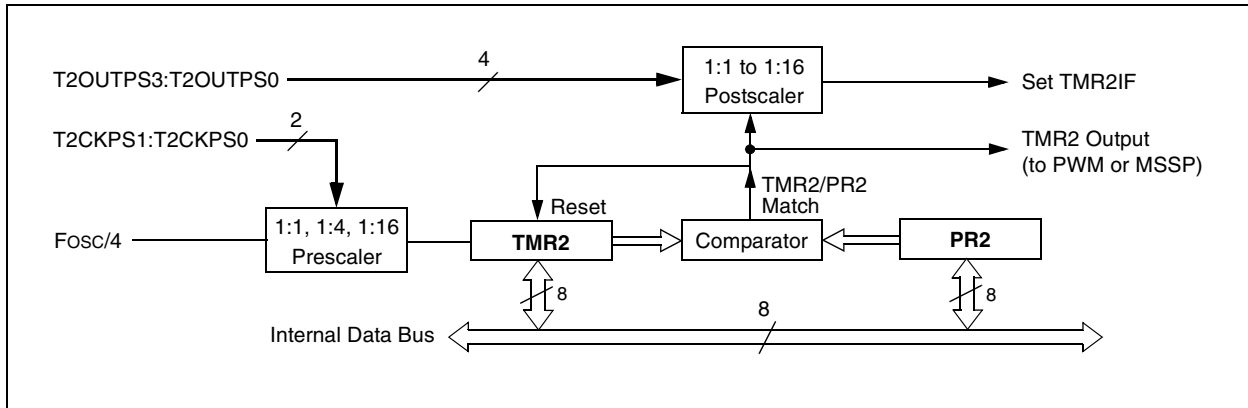 T2OUTPS3:T2OUTPS0
4
1:1 to 1:16
Postscaler
Set TMR2IF
T2CKPS1:T2CKPS0
2
TMR2 Output
(to PWM or MSSP)
TMR2/PR2
Match
Reset
FOSC/4
1:1, 1:4, 1:16
Prescaler
TMR2
Comparator
PR2
8
8
8
Internal Data Bus